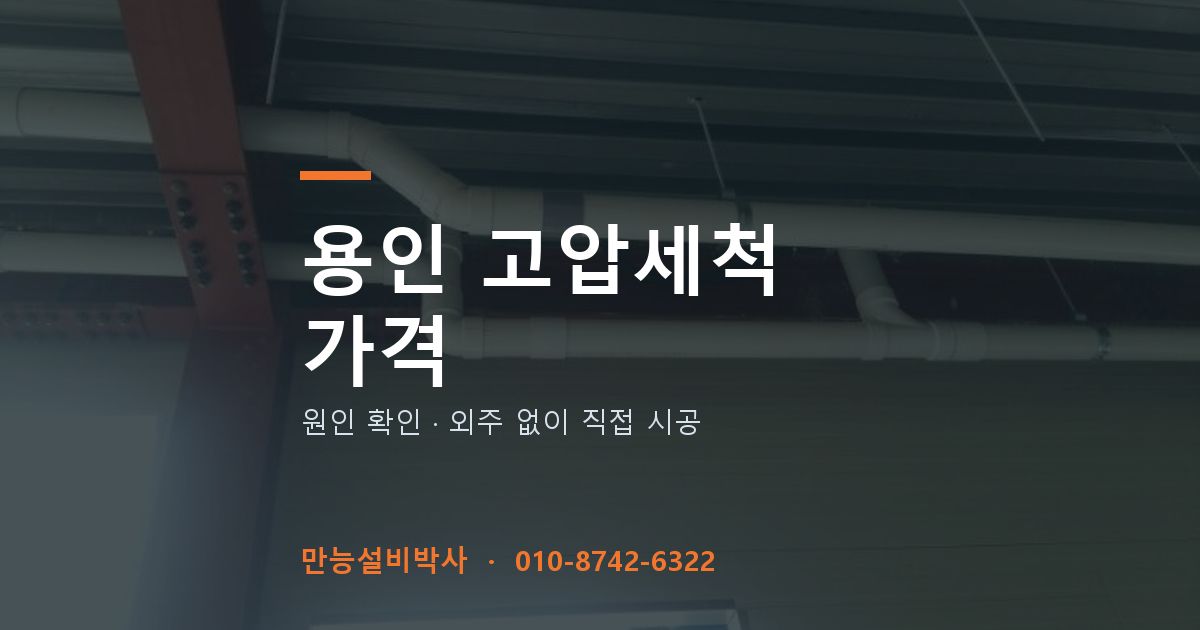 용인 고압세척
가격
원인 확인 · 외주 없이 직접 시공
만능설비박사 · 010-8742-6322